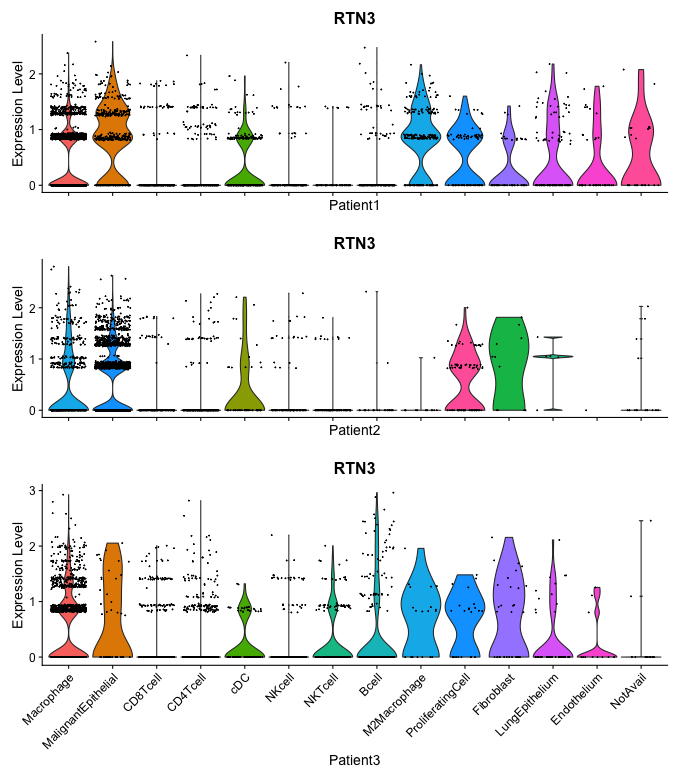 RTN3
Expression Level
2
1
0
Patient1
RTN3
Expression Level
2
1
0
Patient2
RTN3
Expression Level
3
2
1
0
Macrophage
MalignantEpithelial
CD8Tcell
CD4Tcell
cDC
NKcell
NKTcell
Bcell
M2Macrophage
ProliferatingCell
Fibroblast
LungEpithelium
Endothelium
NotAvail
Patient3